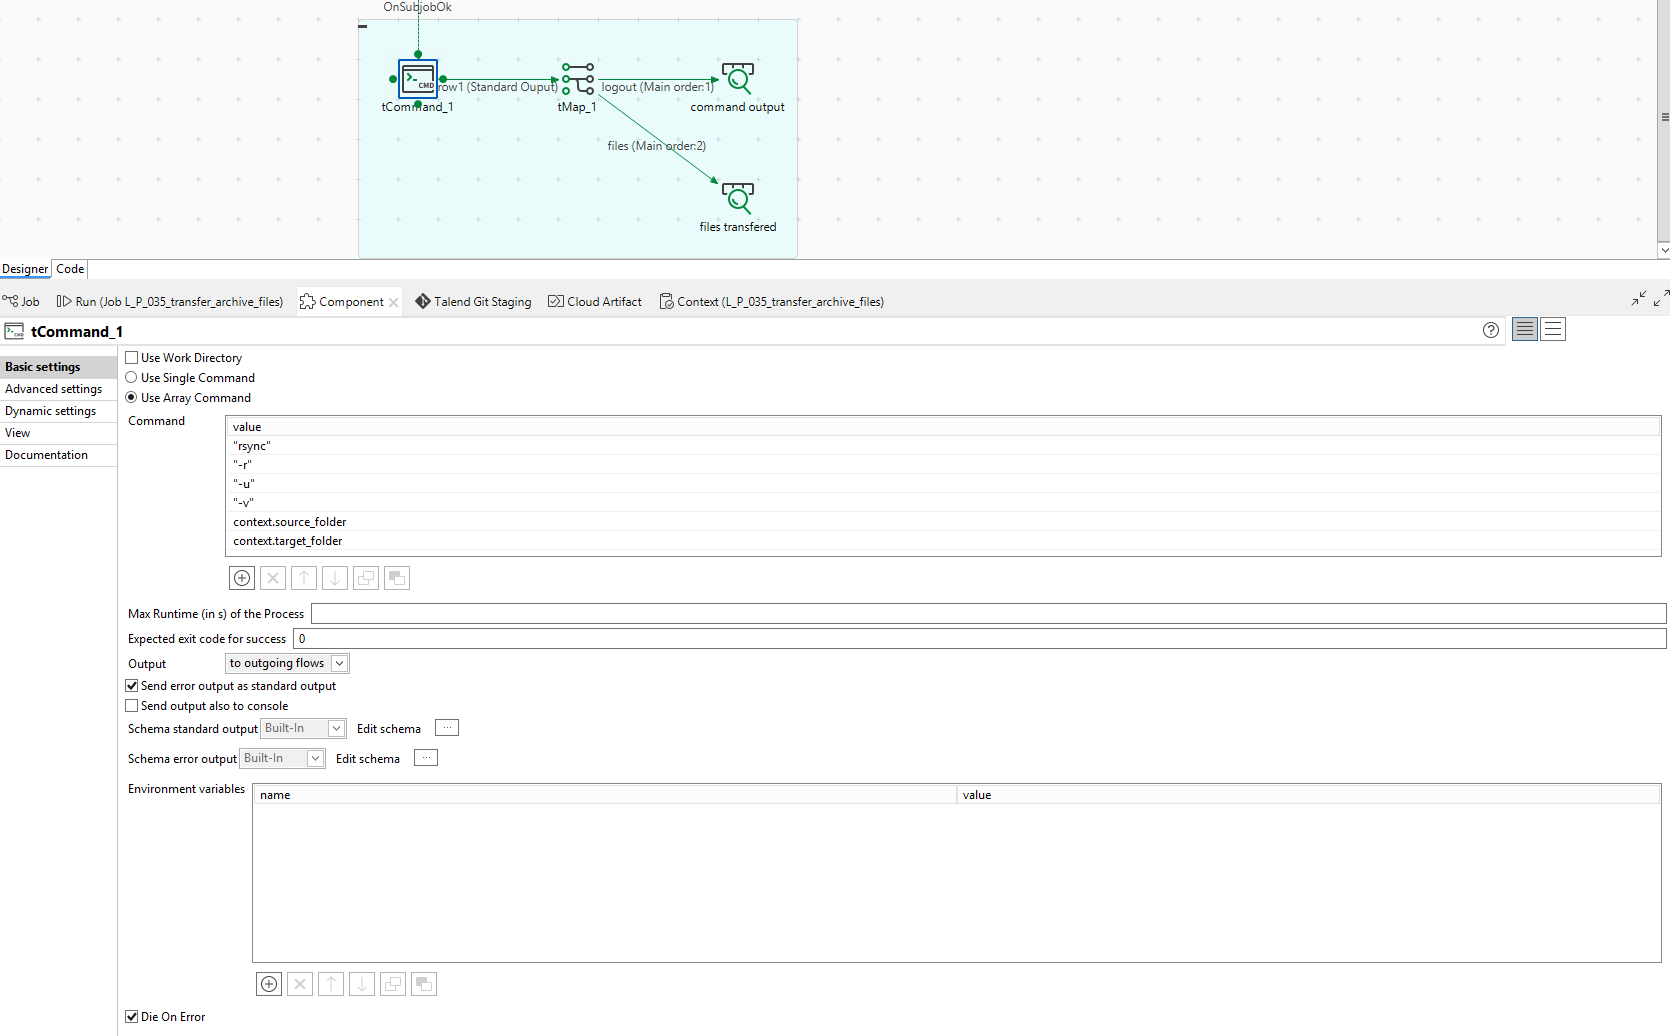 OnSubjobOk
CMD
row1 (Standard Ouput)
logout (Main order:1)
tCommand_1
tMap_1
command output
files (Main order:2)
files transfered
Designer
Code
Job
Run (Job L_P_035_transfer_archive_files)
Component
Talend Git Staging
Cloud Artifact
Context (L_P_035_transfer_archive_files)
tCommand_1
Basic settings
Advanced settings
Dynamic settings
View
Documentation
Use Work Directory
Use Single Command
Use Array Command
Command
value
"rsync"
"-r"
"-u"
"-v"
context.source_folder
context.target_folder
Max Runtime (in s) of the Process
Expected exit code for success 0
Output to outgoing flows
Send error output as standard output
Send output also to console
Schema standard output Built-In Edit schema ...
Schema error output Built-In Edit schema ...
Environment variables
name value
Die On Error